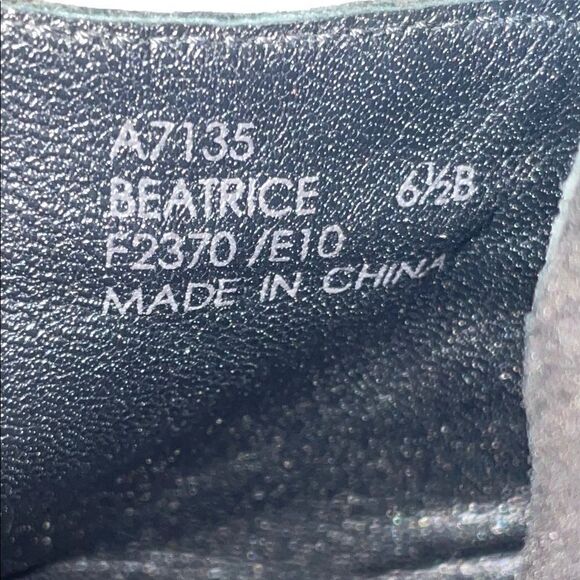 A7135
BEATRICE 6½B
F2370/E10
MADE IN CHINA